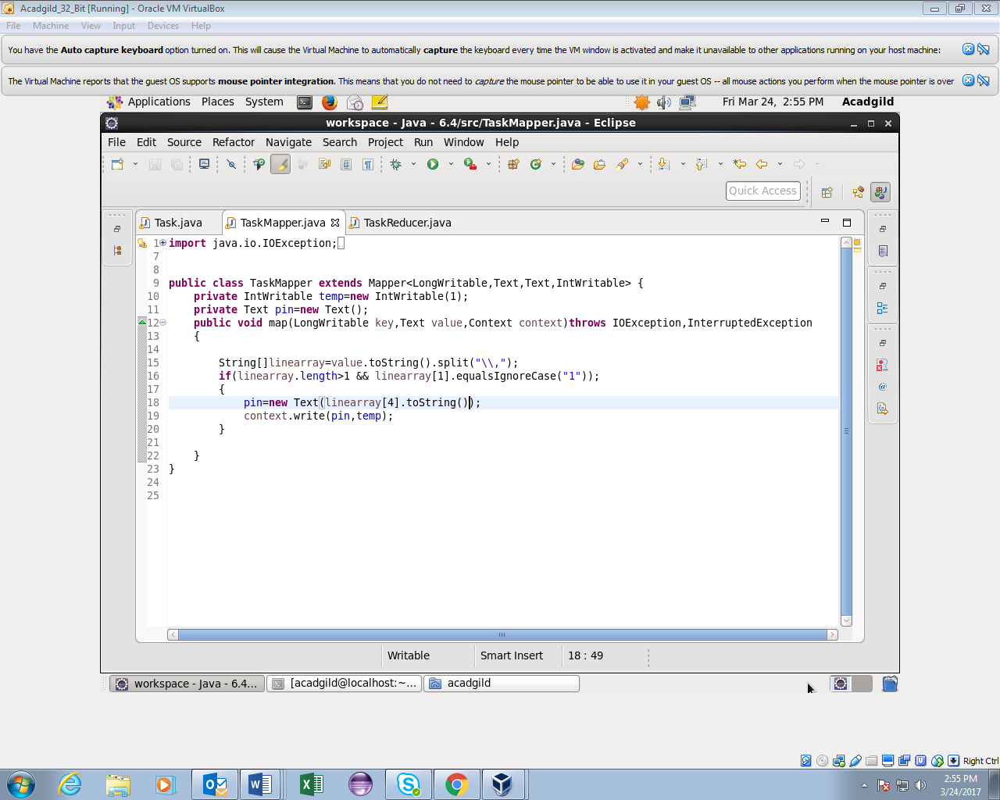 Acadgild_32_Bit [Running] - Oracle VM VirtualBox
File Machine View Input Devices Help
You have the Auto capture keyboard option turned on. This will cause the Virtual Machine to automatically capture the keyboard every time the VM window is activated and make it unavailable to other applications running on your host machine:
The Virtual Machine reports that the guest OS supports mouse pointer integration. This means that you do not need to capture the mouse pointer to be able to use it in your guest OS -- all mouse actions you perform when the mouse pointer is over
Applications Places System Fri Mar 24, 2:55 PM Acadgild
workspace - Java - 6.4/src/TaskMapper.java - Eclipse
File Edit Source Refactor Navigate Search Project Run Window Help
Quick Access
Task.java TaskMapper.java TaskReducer.java
1 import java.io.IOException;
7
8
9 public class TaskMapper extends Mapper<LongWritable,Text,Text,IntWritable> {
10 private IntWritable temp=new IntWritable(1);
11 private Text pin=new Text();
12 public void map(LongWritable key,Text value,Context context)throws IOException,InterruptedException
13 {
14
15 String[]linearray=value.toString().split("\\,");
16 if(linearray.length>1 && linearray[1].equalsIgnoreCase("1"));
17 {
18 pin=new Text(linearray[4].toString());
19 context.write(pin,temp);
20 }
21
22 }
23 }
24
25
Writable Smart Insert 18 : 49
workspace - Java - 6.4... [acadgild@localhost:~... acadgild
Right Ctrl
2:55 PM
3/24/2017